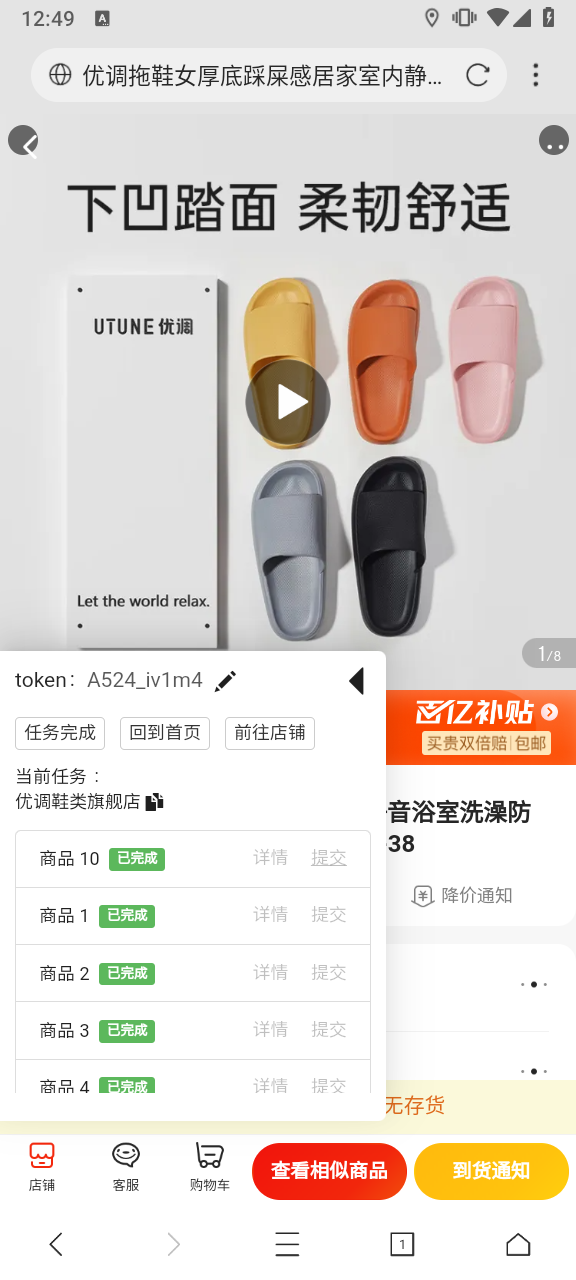 12:49
A
优调拖鞋女厚底踩屎感居家室内静...
下凹踏面 柔韧舒适
UTUNE 优调
Let the world relax.
1/8
token: A524_iv1m4
百亿补贴
买贵双倍赔 包邮
任务完成 回到首页 前往店铺
当前任务：
优调鞋类旗舰店
音浴室洗澡防
38
商品 10 已完成 详情 提交
降价通知
商品 1 已完成 详情 提交
商品 2 已完成 详情 提交
商品 3 已完成 详情 提交
商品 4 已完成 详情 提交
无存货
店铺 客服 购物车 查看相似商品 到货通知
1